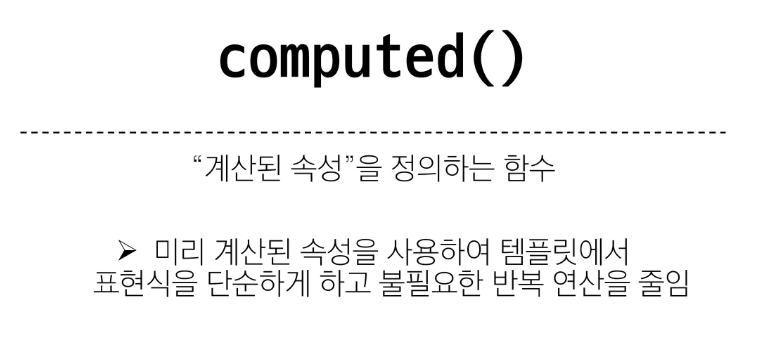 computed()
“계산된 속성”을 정의하는 함수
➢ 미리 계산된 속성을 사용하여 템플릿에서
표현식을 단순하게 하고 불필요한 반복 연산을 줄임